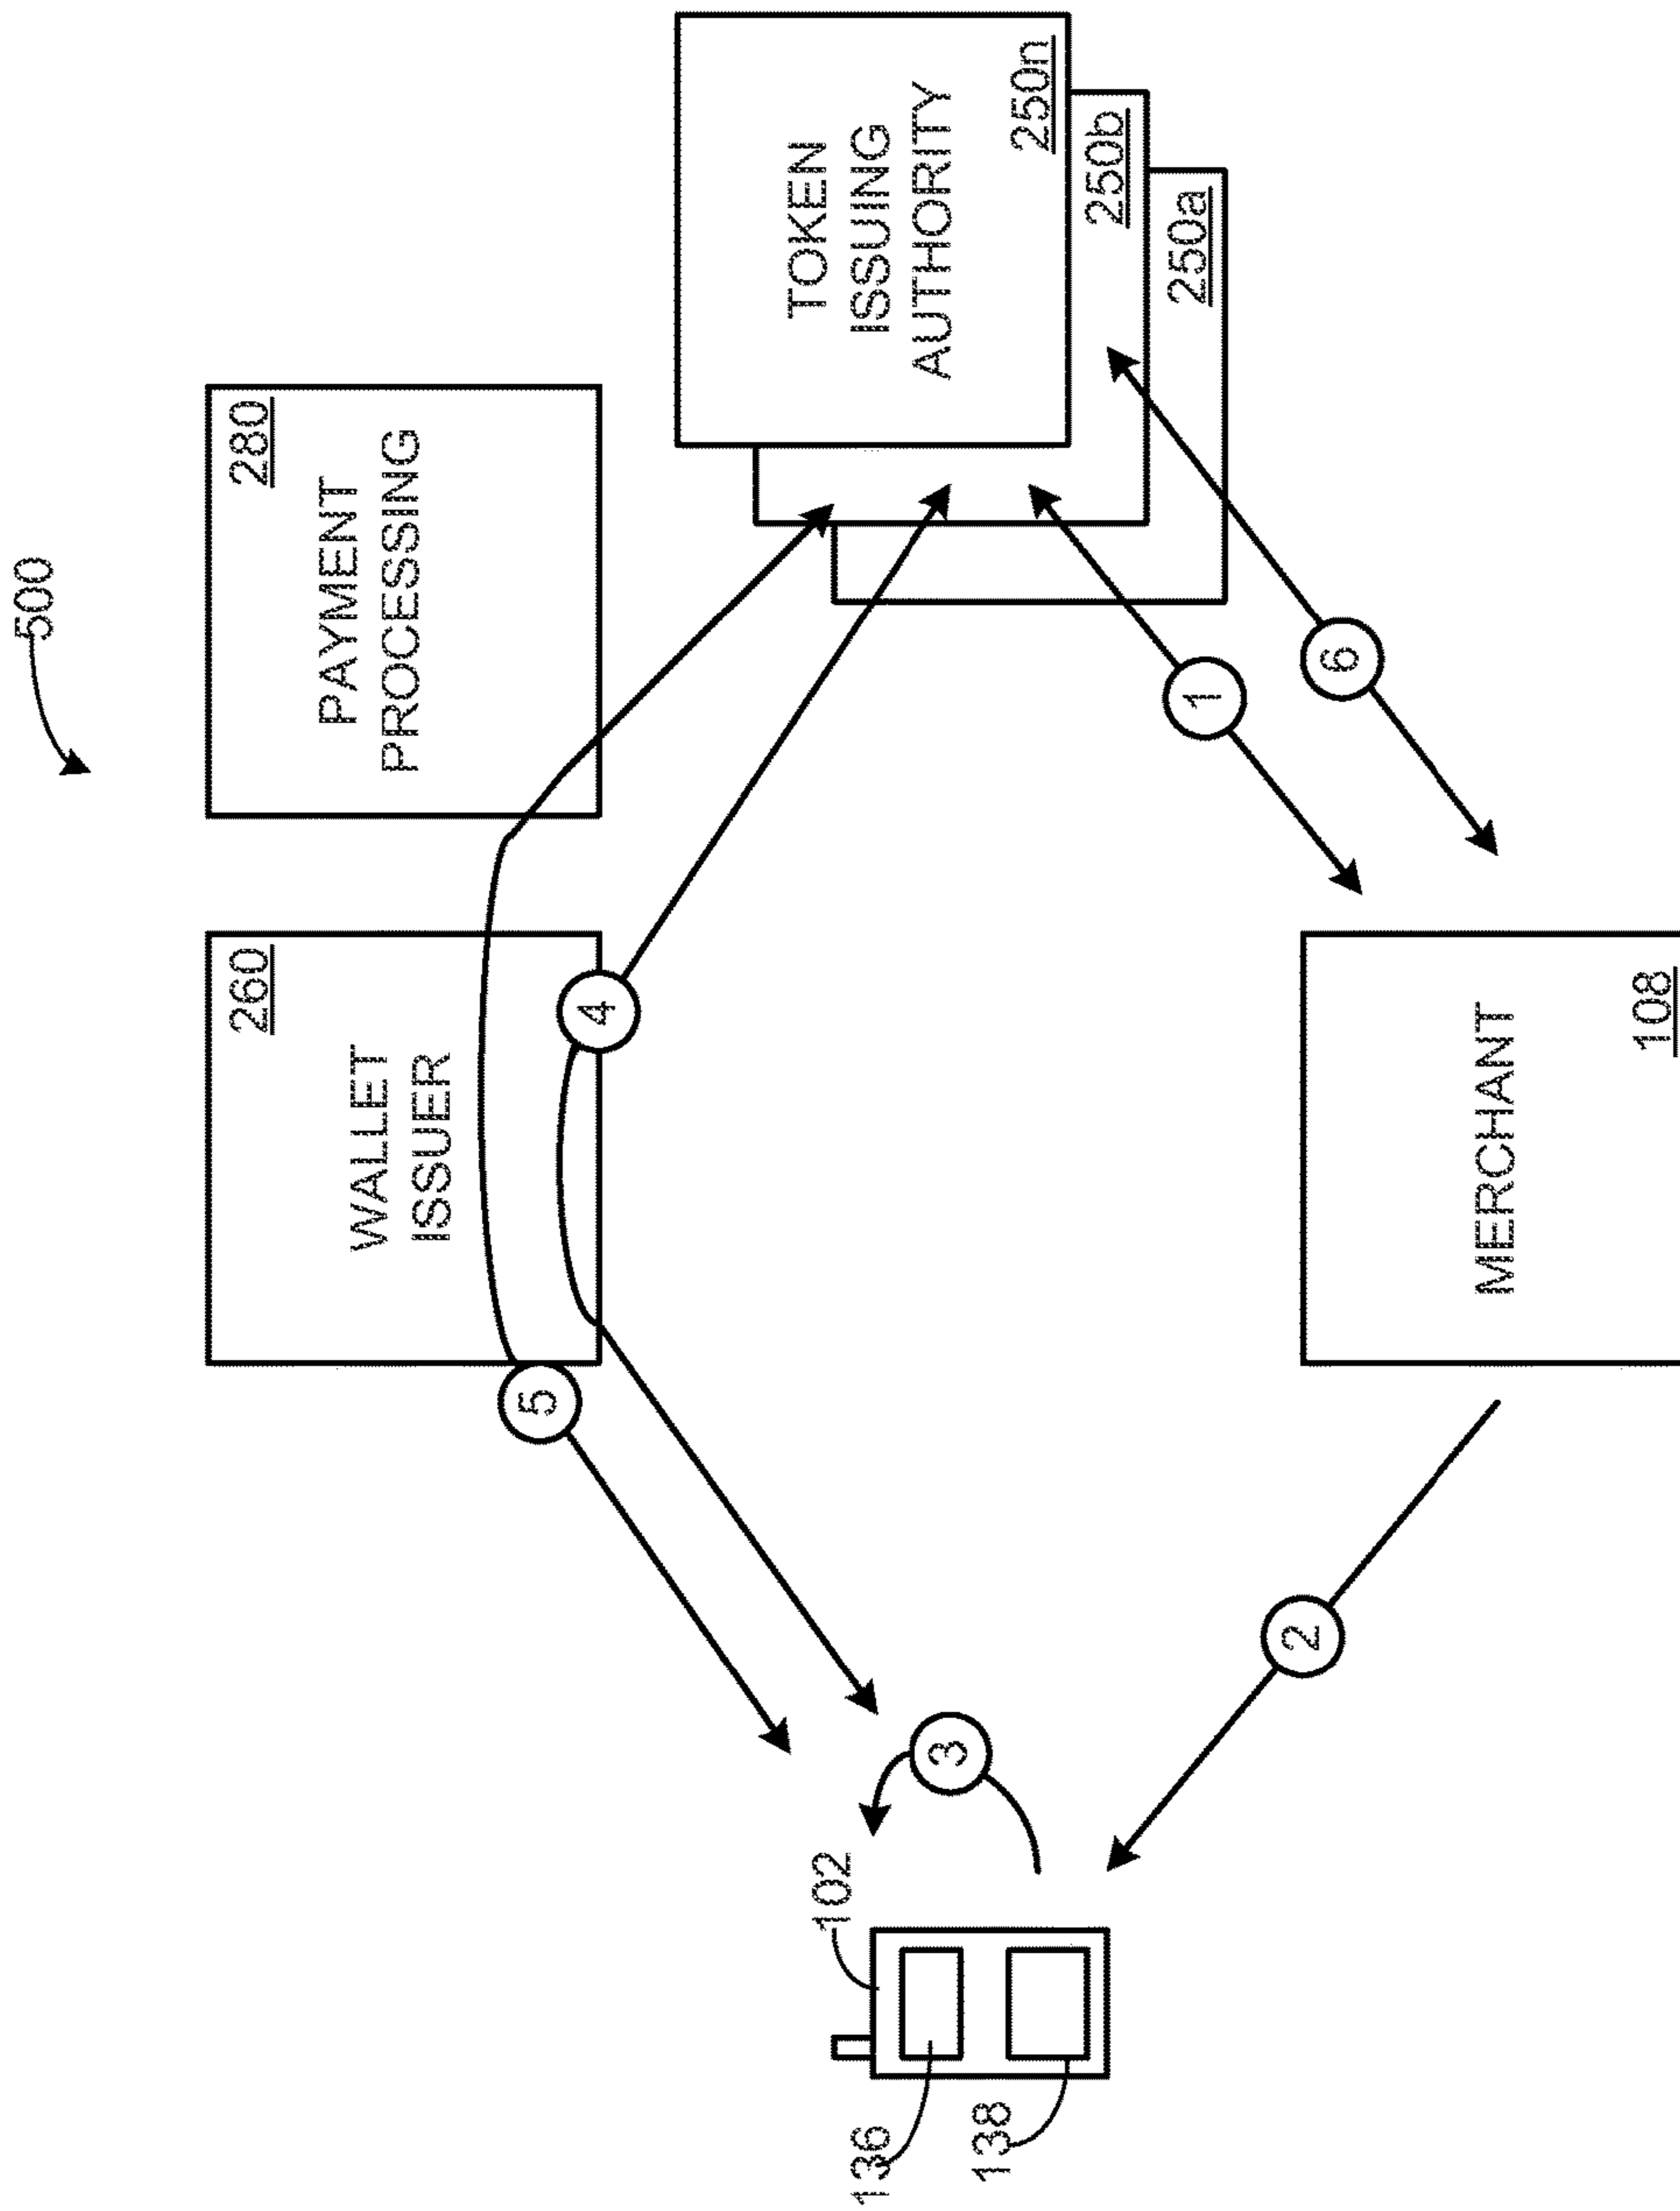 500
WALLET
ISSUER
260
PAYMENT
PROCESSING
280
5
4
102
136
138
3
TOKEN
ISSUING
AUTHORITY
250n
250b
250a
1
6
2
MERCHANT
108